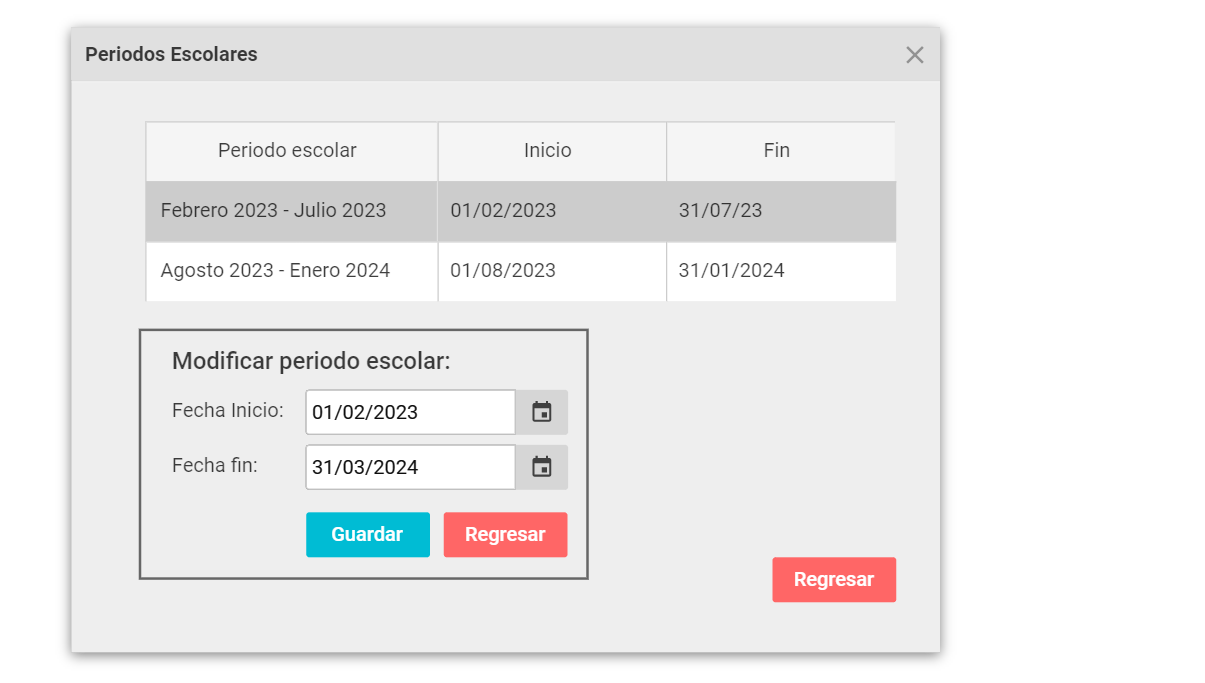 Periodos Escolares
Periodo escolar Inicio Fin
Febrero 2023 - Julio 2023 01/02/2023 31/07/23
Agosto 2023 - Enero 2024 01/08/2023 31/01/2024
Modificar periodo escolar:
Fecha Inicio: 01/02/2023
Fecha fin: 31/03/2024
Guardar Regresar
Regresar